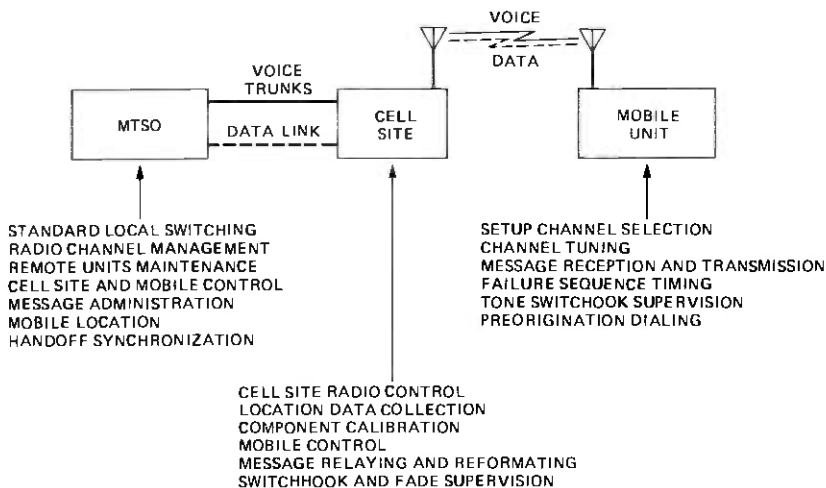 VOICE
DATA
VOICE
TRUNKS
MTSO
DATA LINK
CELL
SITE
MOBILE
UNIT
STANDARD LOCAL SWITCHING
RADIO CHANNEL MANAGEMENT
REMOTE UNITS MAINTENANCE
CELL SITE AND MOBILE CONTROL
MESSAGE ADMINISTRATION
MOBILE LOCATION
HANDOFF SYNCHRONIZATION
SETUP CHANNEL SELECTION
CHANNEL TUNING
MESSAGE RECEPTION AND TRANSMISSION
FAILURE SEQUENCE TIMING
TONE SWITCHOOK SUPERVISION
PREORIGINATION DIALING
CELL SITE RADIO CONTROL
LOCATION DATA COLLECTION
COMPONENT CALIBRATION
MOBILE CONTROL
MESSAGE RELAYING AND REFORMATING
SWITCHHOOK AND FADE SUPERVISION